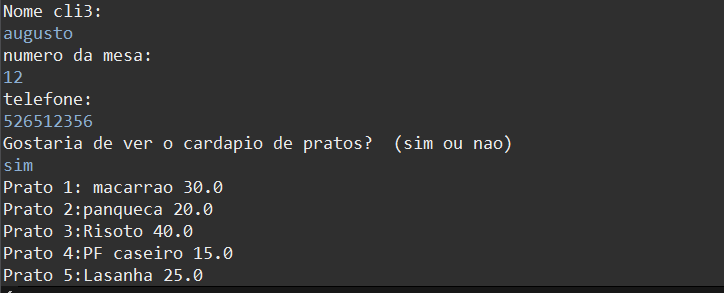 Nome cli3:
augusto
numero da mesa:
12
telefone:
526512356
Gostaria de ver o cardapio de pratos?  (sim ou nao)
sim
Prato 1: macarrao 30.0
Prato 2:panqueca 20.0
Prato 3:Risoto 40.0
Prato 4:PF caseiro 15.0
Prato 5:Lasanha 25.0